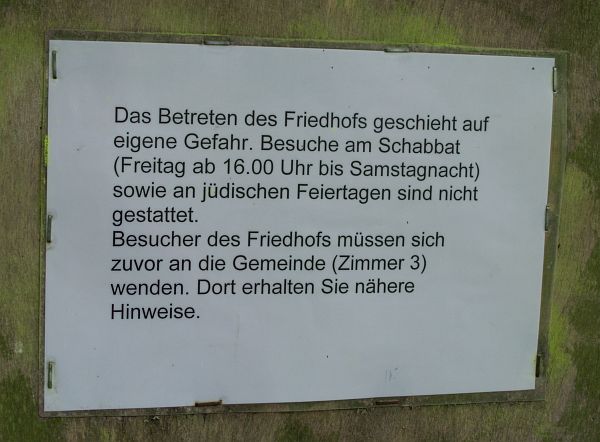 Das Betreten des Friedhofs geschieht auf
eigene Gefahr. Besuche am Schabbat
(Freitag ab 16.00 Uhr bis Samstagnacht)
sowie an jüdischen Feiertagen sind nicht
gestattet.
Besucher des Friedhofs müssen sich
zuvor an die Gemeinde (Zimmer 3)
wenden. Dort erhalten Sie nähere
Hinweise.